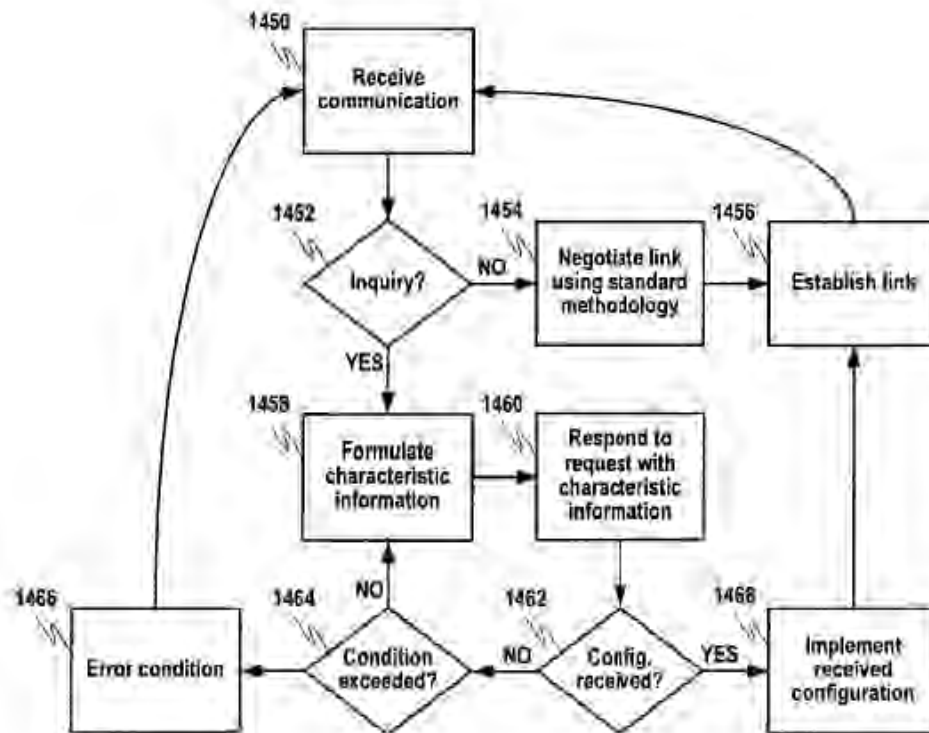 1450
Receive
communication
1452
Inquiry?
NO
YES
1454
Negotiate link
using standard
methodology
1456
Establish link
1458
Formulate
characteristic
information
1460
Respond to
request with
characteristic
information
1462
Config.
received?
NO
YES
1464
Condition
exceeded?
NO
1466
Error condition
1468
Implement
received
configuration